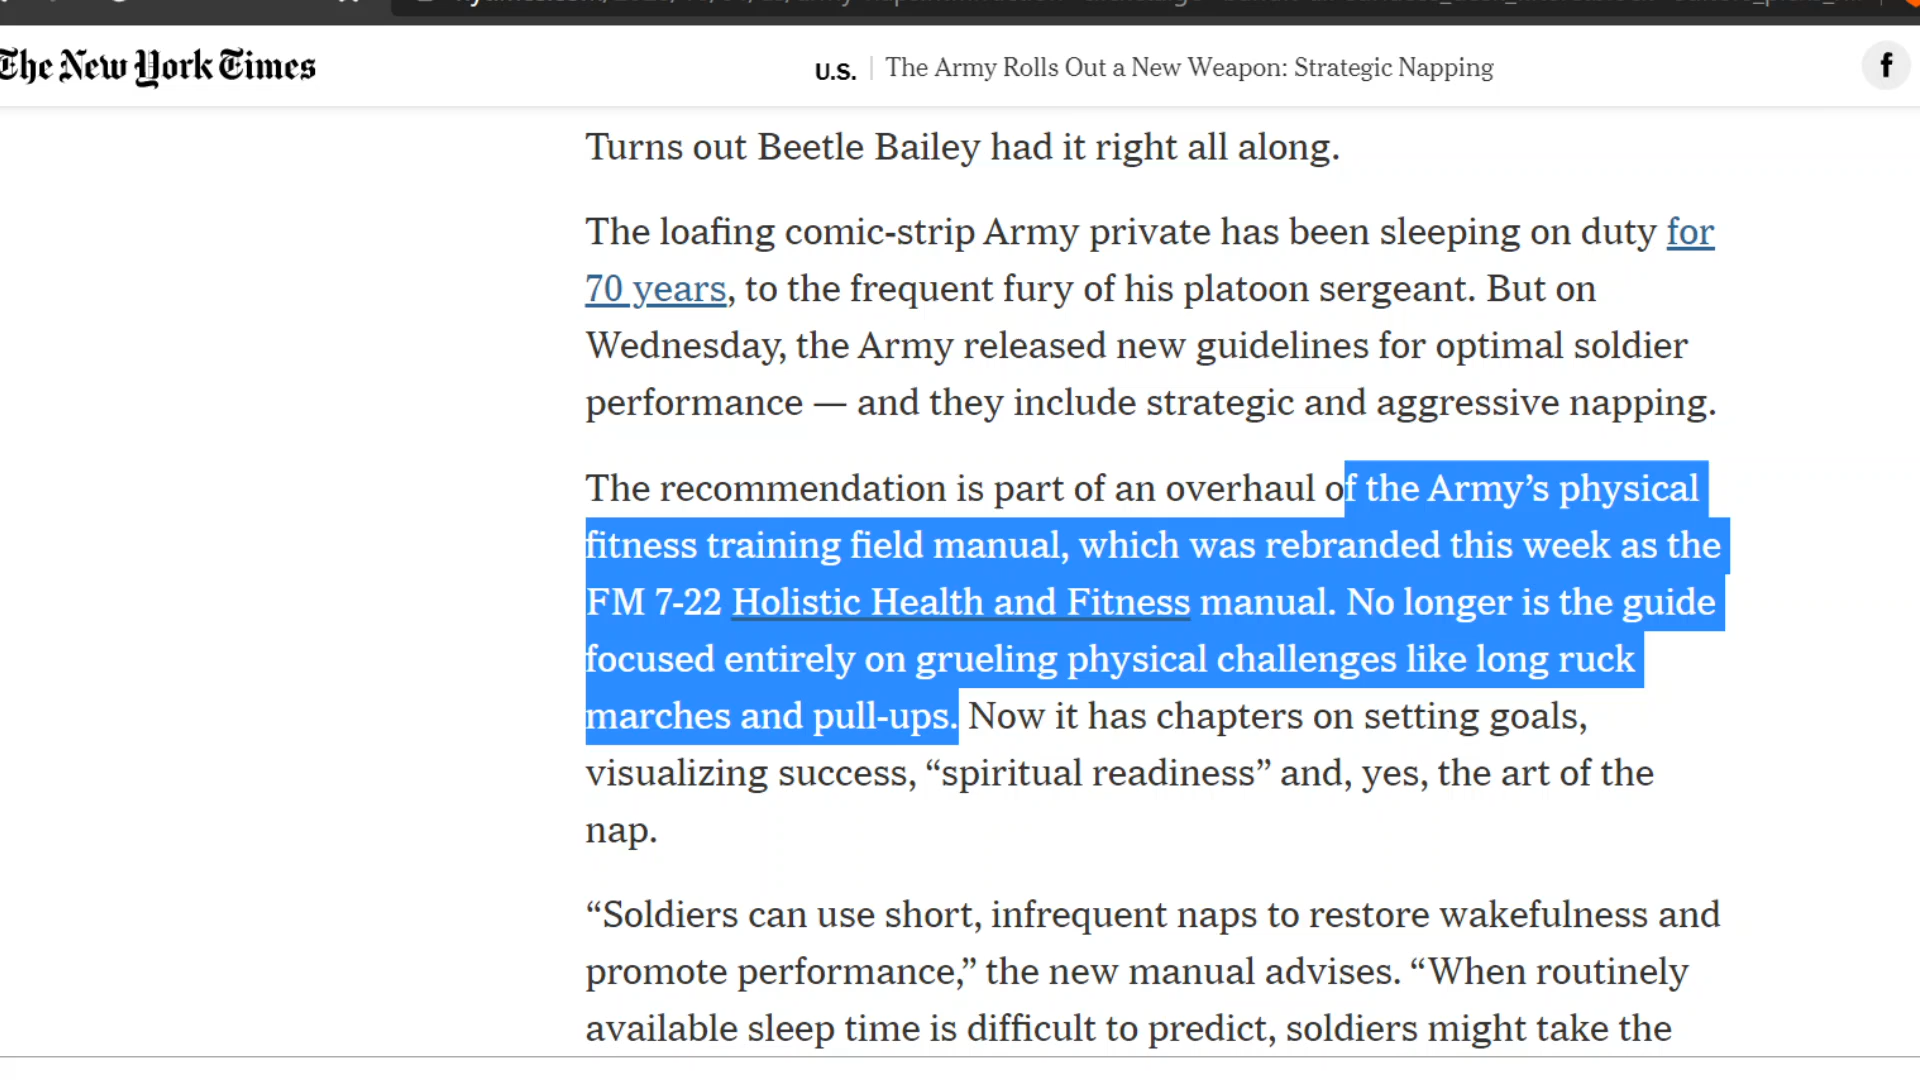 The New York Times
U.S. | The Army Rolls Out a New Weapon: Strategic Napping
f
Turns out Beetle Bailey had it right all along.
The loafing comic-strip Army private has been sleeping on duty for
70 years, to the frequent fury of his platoon sergeant. But on
Wednesday, the Army released new guidelines for optimal soldier
performance — and they include strategic and aggressive napping.
The recommendation is part of an overhaul of the Army’s physical
fitness training field manual, which was rebranded this week as the
FM 7-22 Holistic Health and Fitness manual. No longer is the guide
focused entirely on grueling physical challenges like long ruck
marches and pull-ups. Now it has chapters on setting goals,
visualizing success, “spiritual readiness” and, yes, the art of the
nap.
“Soldiers can use short, infrequent naps to restore wakefulness and
promote performance,” the new manual advises. “When routinely
available sleep time is difficult to predict, soldiers might take the